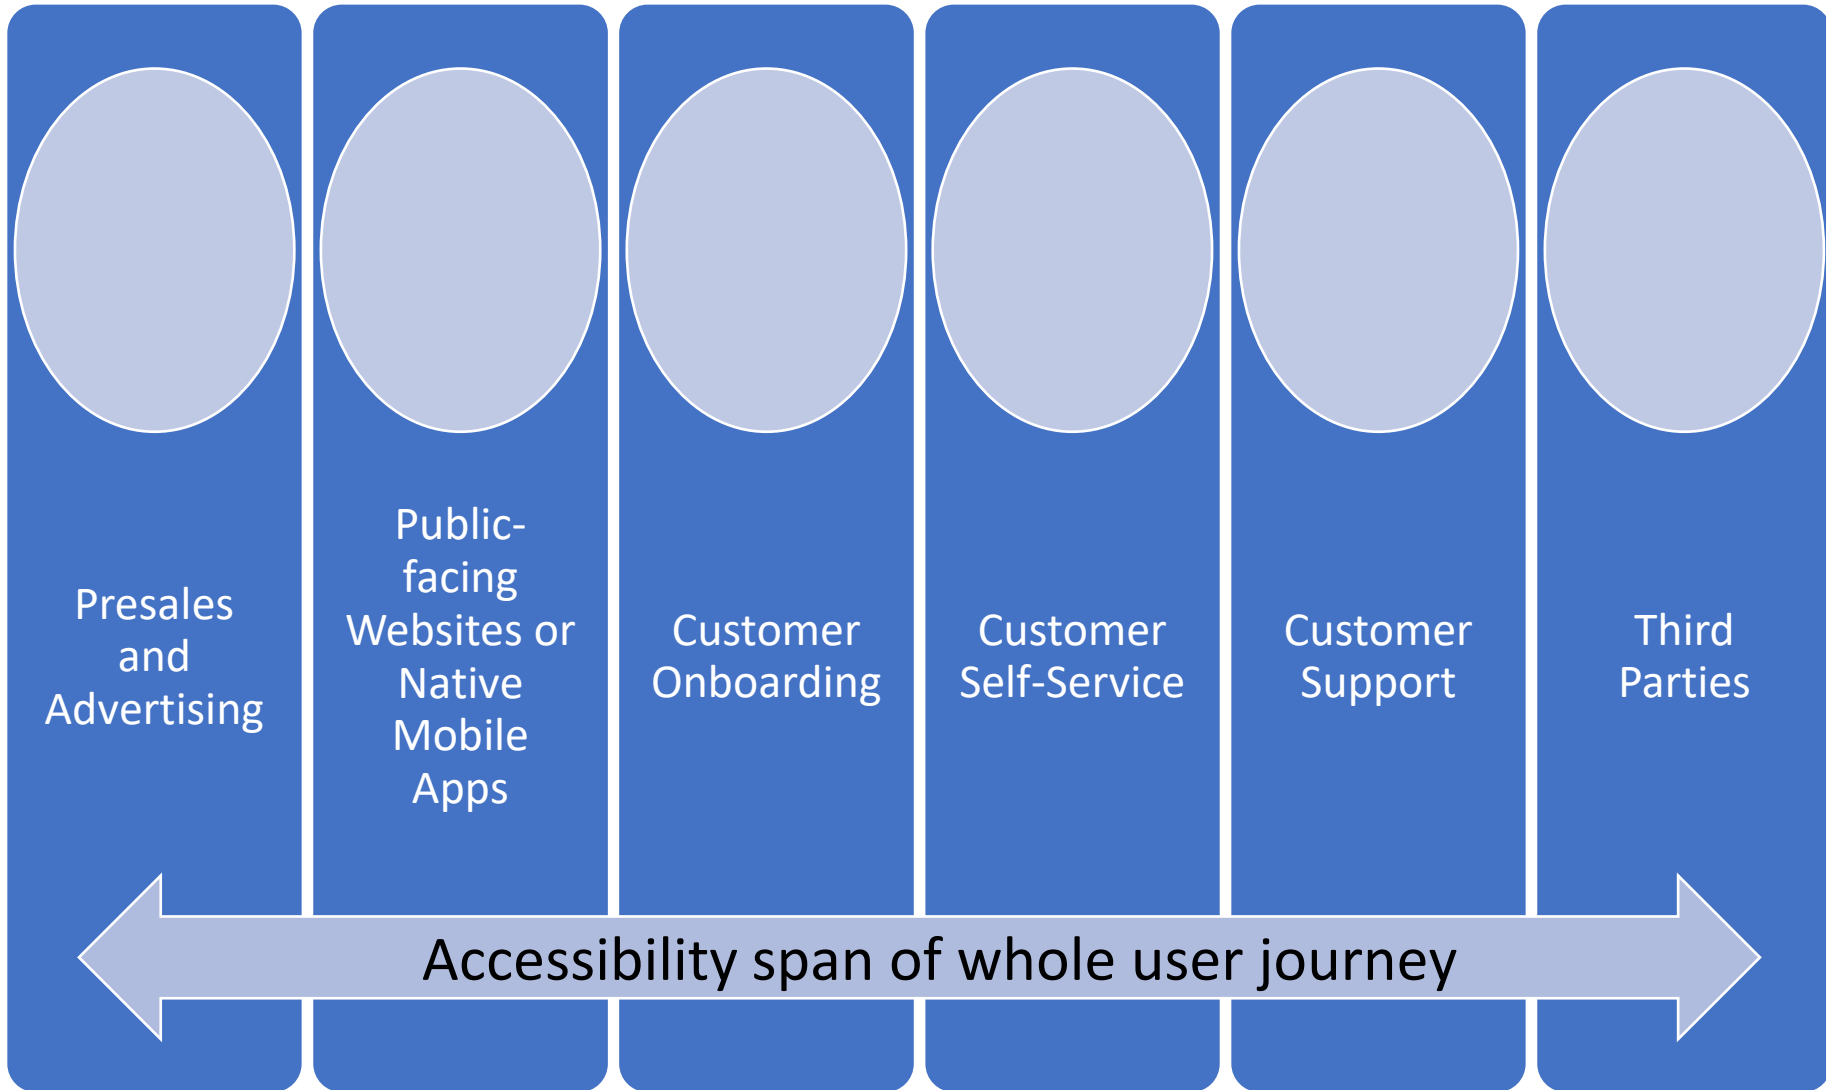 Presales
and
Advertising
Public-
facing
Websites or
Native
Mobile
Apps
Customer
Onboarding
Customer
Self-Service
Customer
Support
Third
Parties
Accessibility span of whole user journey